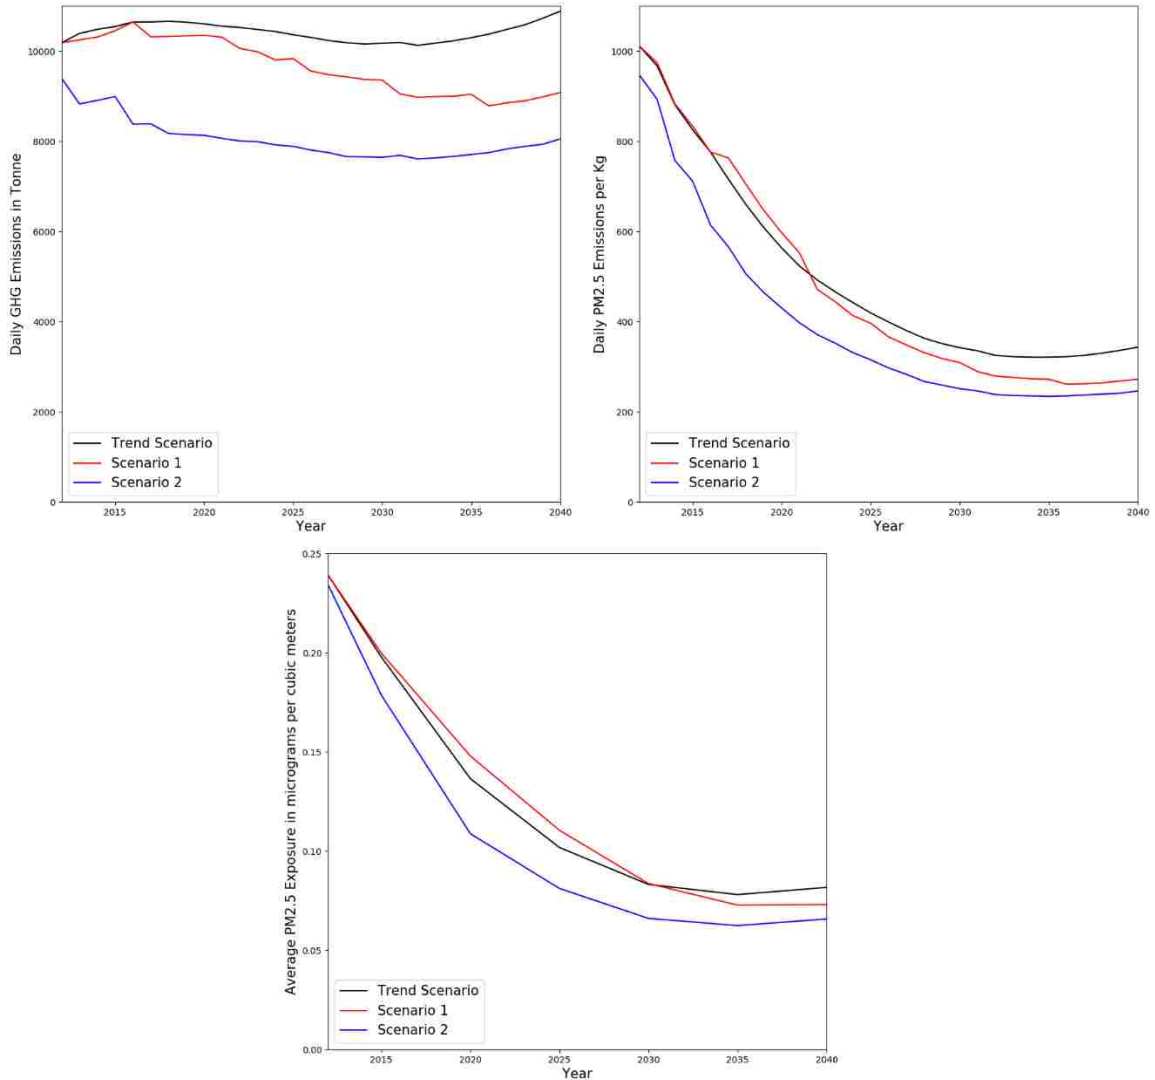 Daily GHG Emissions in Tonne
10000
8000
6000
4000
2000
0
Trend Scenario
Scenario 1
Scenario 2
2015 2020 2025 2030 2035 2040
Year
Daily PM2.5 Emissions per Kg
1000
800
600
400
200
0
Trend Scenario
Scenario 1
Scenario 2
2015 2020 2025 2030 2035 2040
Year
Average PM2.5 Exposure in micrograms per cubic meters
0.25
0.20
0.15
0.10
0.05
0.00
Trend Scenario
Scenario 1
Scenario 2
2015 2020 2025 2030 2035 2040
Year